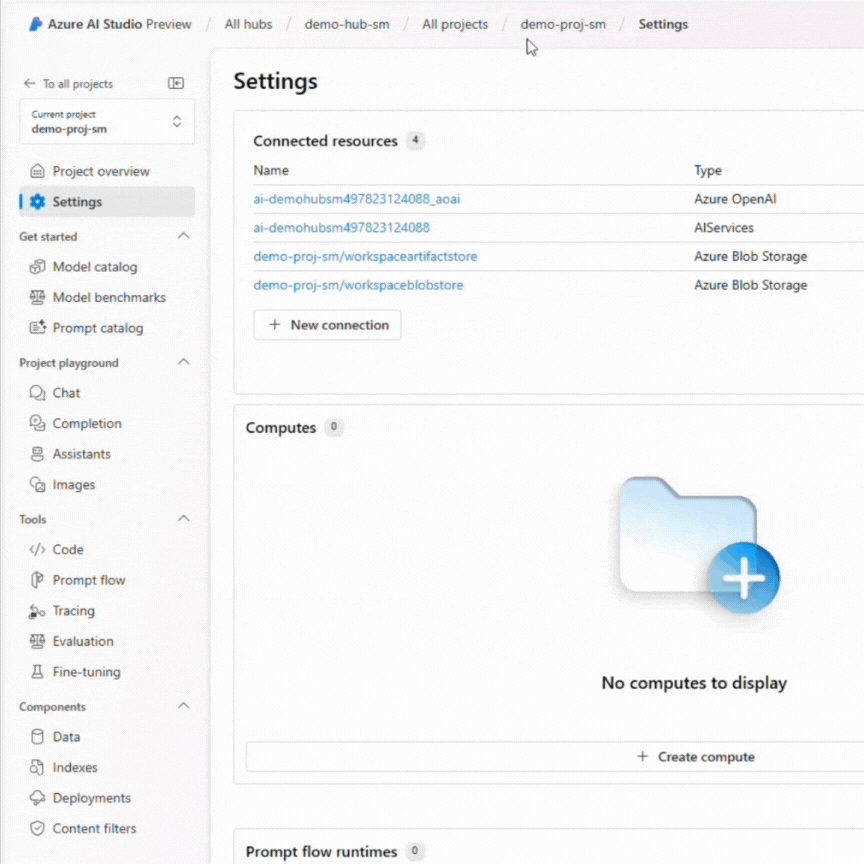 Azure AI Studio Preview / All hubs / demo-hub-sm / All projects / demo-proj-sm / Settings
To all projects
Current project
demo-proj-sm
Project overview
Settings
Get started
Model catalog
Model benchmarks
Prompt catalog
Project playground
Chat
Completion
Assistants
Images
Tools
Code
Prompt flow
Tracing
Evaluation
Fine-tuning
Components
Data
Indexes
Deployments
Content filters
Settings
Connected resources 4
Name Type
ai-demohubsm497823124088_aoai Azure OpenAI
ai-demohubsm497823124088 AIServices
demo-proj-sm/workspaceartifactstore Azure Blob Storage
demo-proj-sm/workspaceblobstore Azure Blob Storage
+ New connection
Computes 0
No computes to display
+ Create compute
Prompt flow runtimes 0